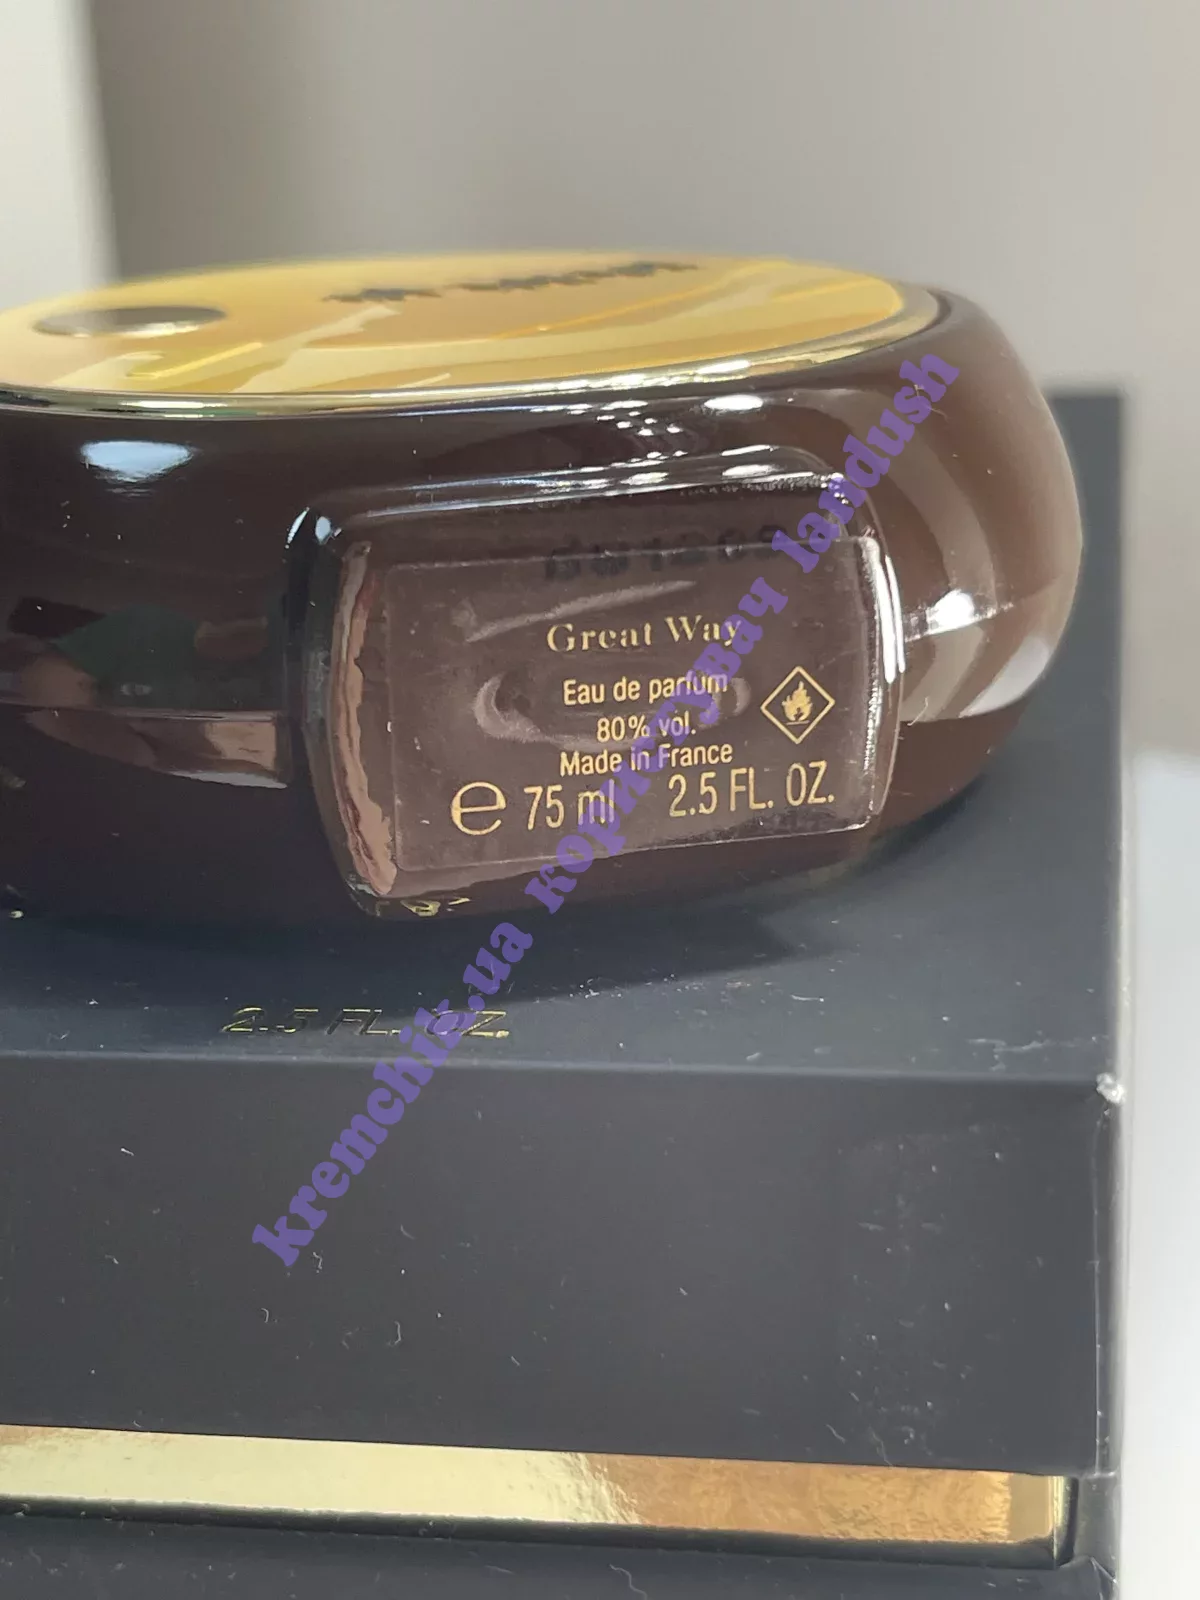 Great Way
Eau de parfum
80% vol.
Made in France
e 75 ml 2.5 FL. OZ.
2.5 FL. OZ.
kremchik.ua користувач landush